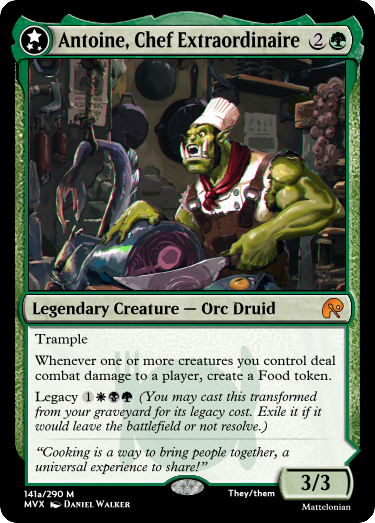 Antoine, Chef Extraordinaire 2
Legendary Creature — Orc Druid
Trample
Whenever one or more creatures you control deal
combat damage to a player, create a Food token.
Legacy 1 (You may cast this transformed
from your graveyard for its legacy cost. Exile it if it
would leave the battlefield or not resolve.)
“Cooking is a way to bring people together, a
universal experience to share!”
3/3
141a/290 M
They/them
MVX DANIEL WALKER
Mattelonian